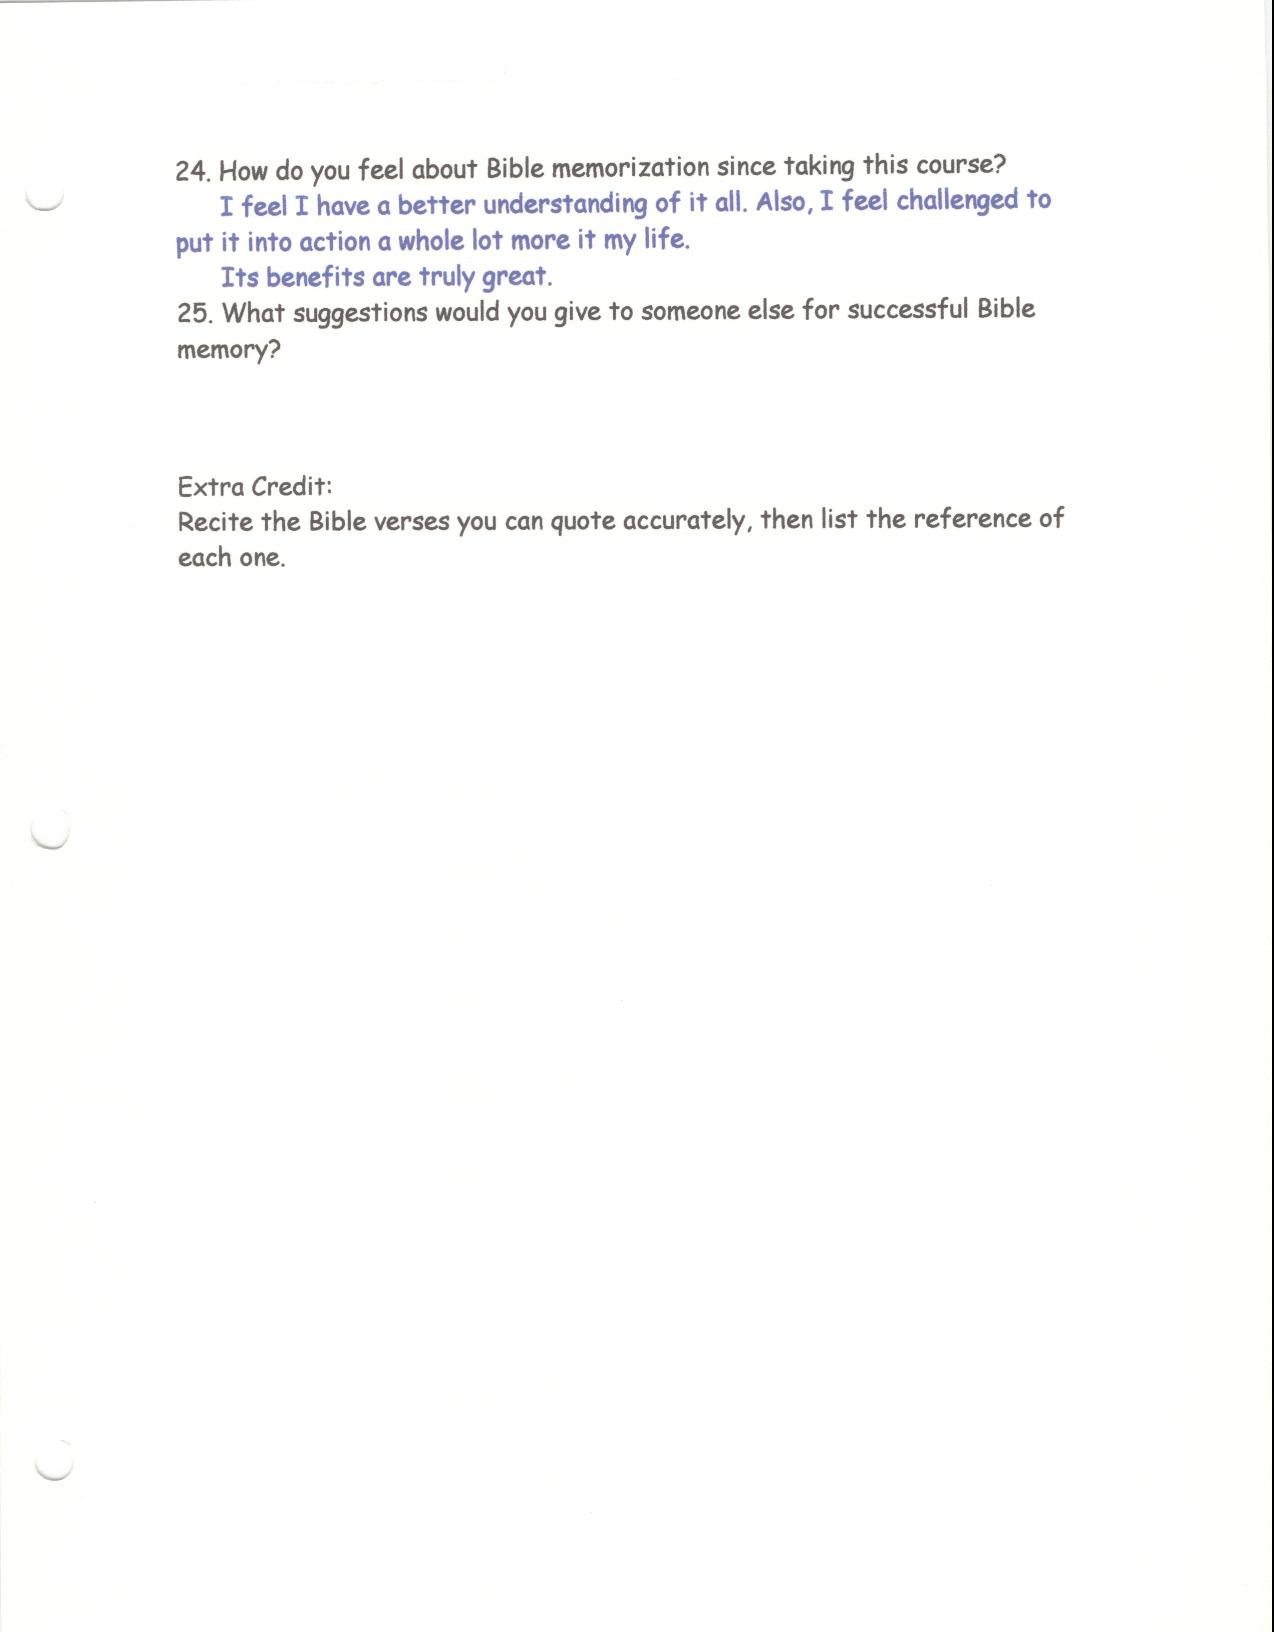 24. How do you feel about Bible memorization since taking this course?
I feel I have a better understanding of it all. Also, I feel challenged to
put it into action a whole lot more it my life.
Its benefits are truly great.
25. What suggestions would you give to someone else for successful Bible
memory?
Extra Credit:
Recite the Bible verses you can quote accurately, then list the reference of
each one.